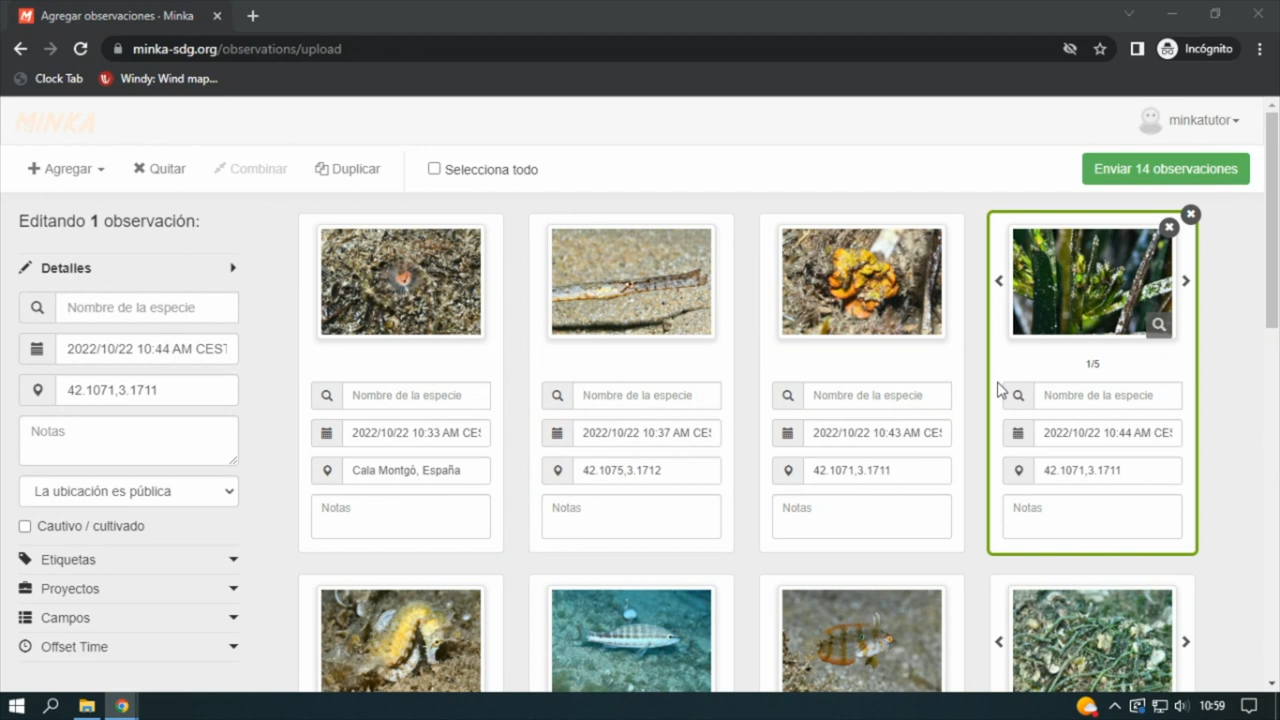 Agregar observaciones · Minka
minka-sdg.org/observations/upload
Incógnito
Clock Tab
Windy: Wind map...
MINKA
minkatutor
Agregar
Quitar
Combinar
Duplicar
Selecciona todo
Enviar 14 observaciones
Editando 1 observación:
Detalles
Nombre de la especie
2022/10/22 10:44 AM CEST
42.1071,3.1711
Notas
La ubicación es pública
Cautivo / cultivado
Etiquetas
Proyectos
Campos
Offset Time
Nombre de la especie
2022/10/22 10:33 AM CES
Cala Montgó, España
Notas
Nombre de la especie
2022/10/22 10:37 AM CES
42.1075,3.1712
Notas
Nombre de la especie
2022/10/22 10:43 AM CES
42.1071,3.1711
Notas
1/5
Nombre de la especie
2022/10/22 10:44 AM CES
42.1071,3.1711
Notas
10:59